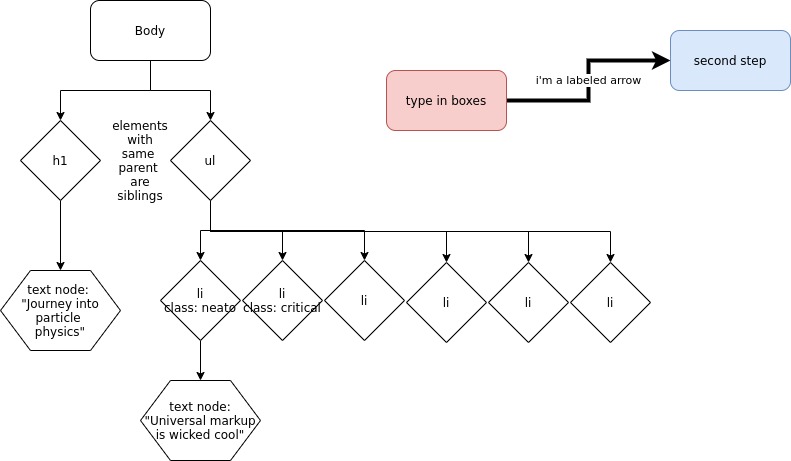 Body
second step
i'm a labeled arrow
type in boxes
elements
with
same
parent
are
siblings
h1
ul
text node:
"Journey into
particle
physics"
li
class: neato
li
class: critical
li
li
li
li
text node:
"Universal markup
is wicked cool"